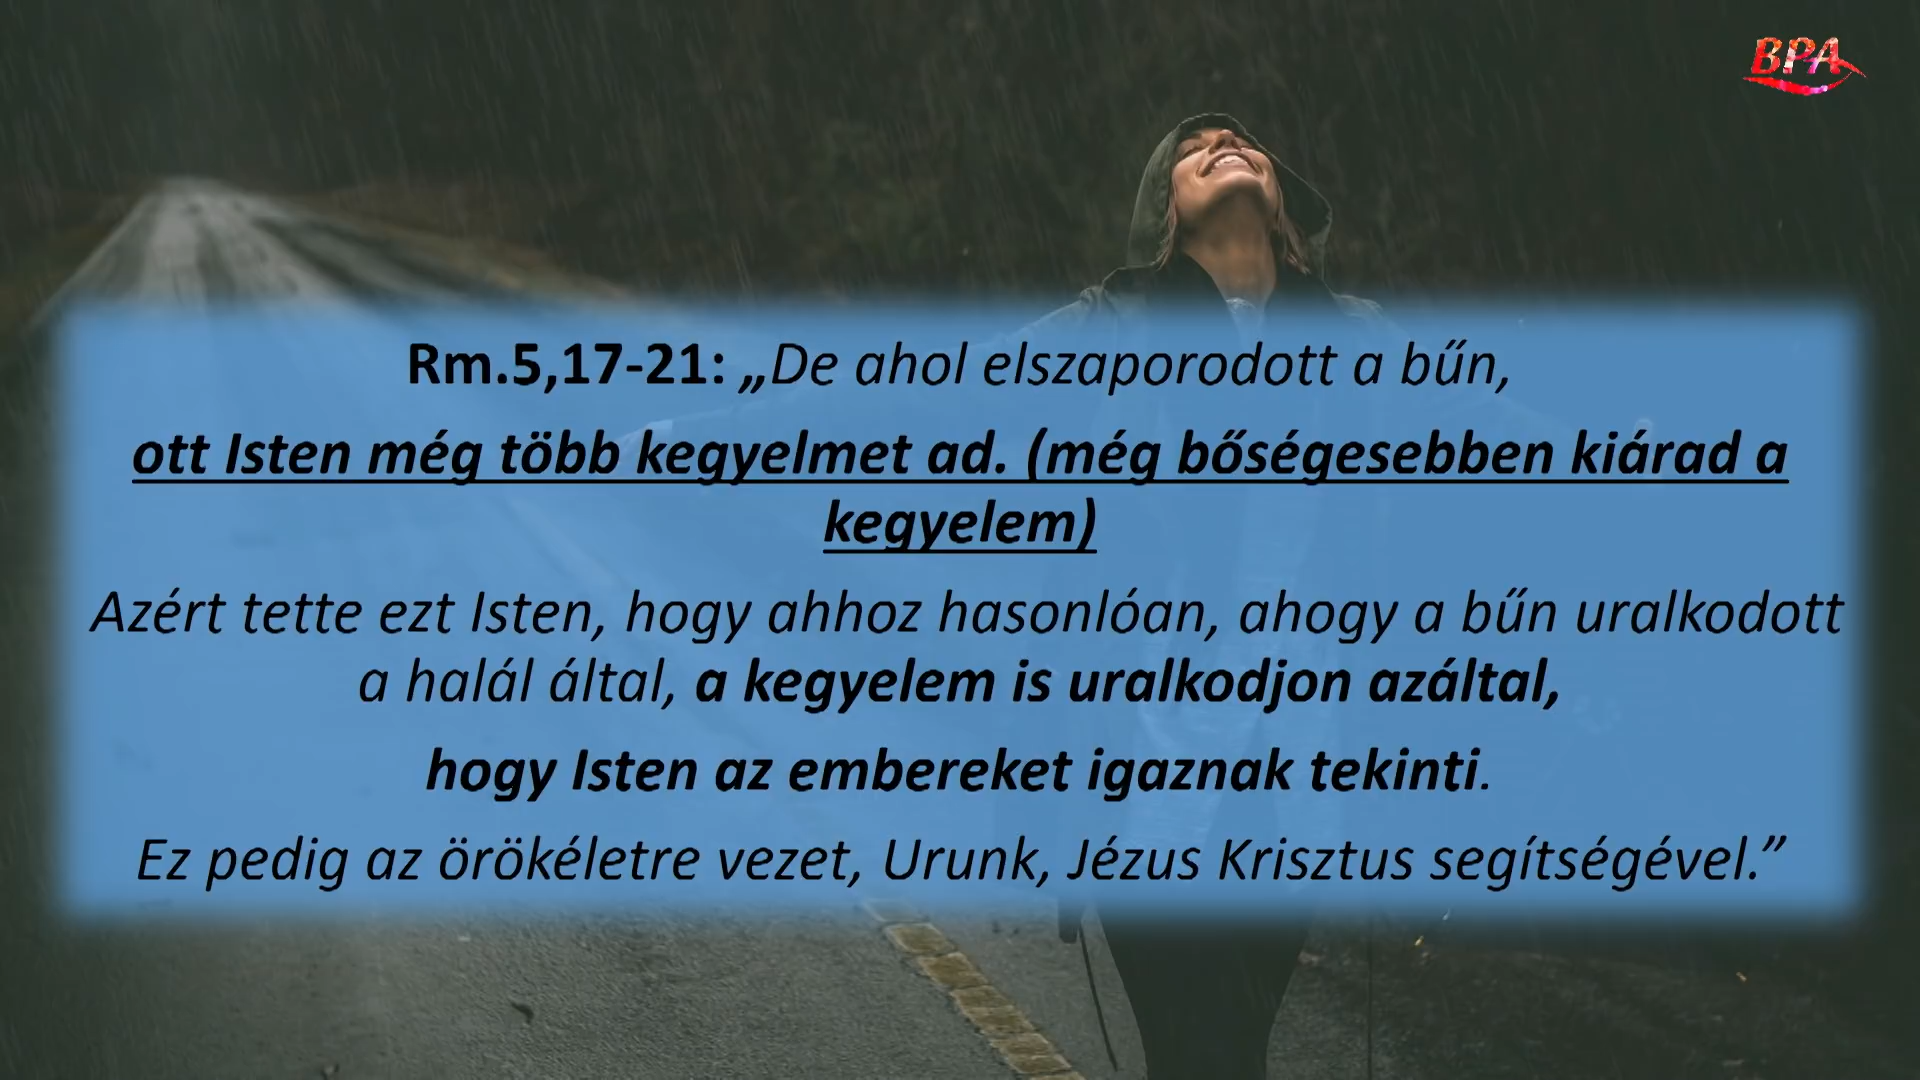 BPA
Rm.5,17-21: „De ahol elszaporodott a bűn,
ott Isten még több kegyelmet ad. (még bőségesebben kiárad a
kegyelem)
Azért tette ezt Isten, hogy ahhoz hasonlóan, ahogy a bűn uralkodott
a halál által, a kegyelem is uralkodjon azáltal,
hogy Isten az embereket igaznak tekinti.
Ez pedig az örökéletre vezet, Urunk, Jézus Krisztus segítségével.”